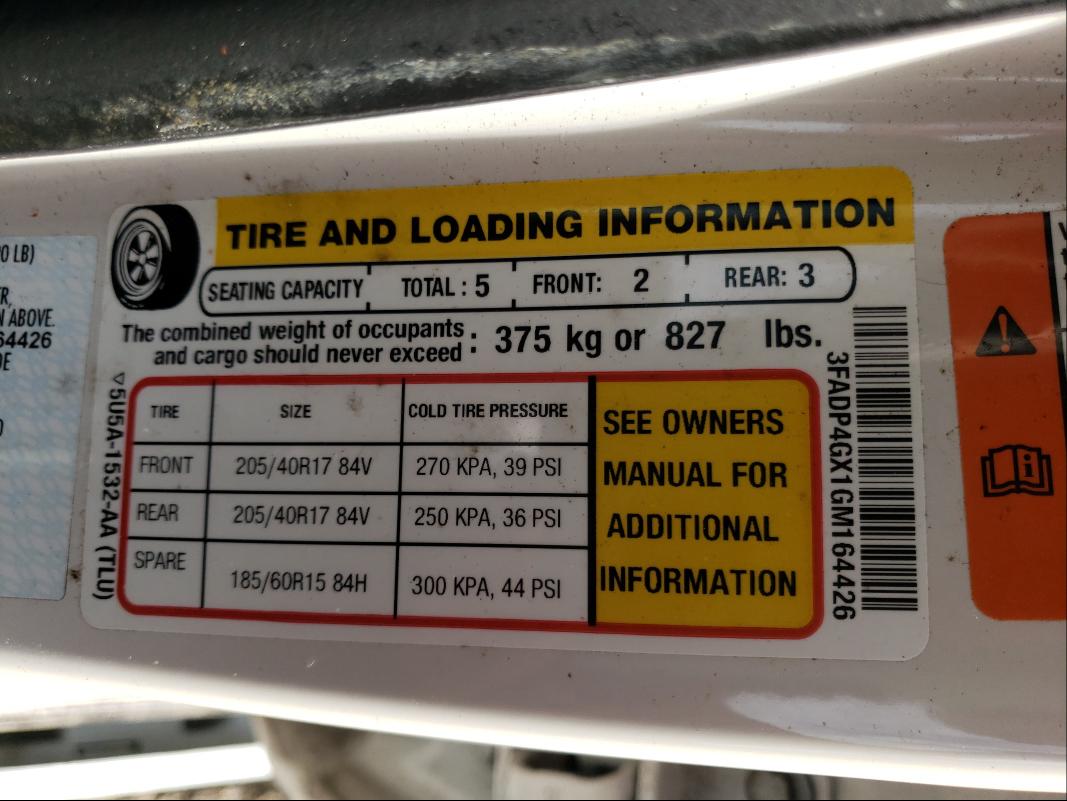 TIRE AND LOADING INFORMATION
SEATING CAPACITY TOTAL: 5 FRONT: 2 REAR: 3
The combined weight of occupants
and cargo should never exceed : 375 kg or 827 lbs.
TIRE SIZE COLD TIRE PRESSURE
FRONT 205/40R17 84V 270 KPA, 39 PSI
REAR 205/40R17 84V 250 KPA, 36 PSI
SPARE 185/60R15 84H 300 KPA, 44 PSI
SEE OWNERS
MANUAL FOR
ADDITIONAL
INFORMATION
5U5A-1532-AA (TLU)
3FADP4GX1GM164426
LB)
ABOVE.
64426